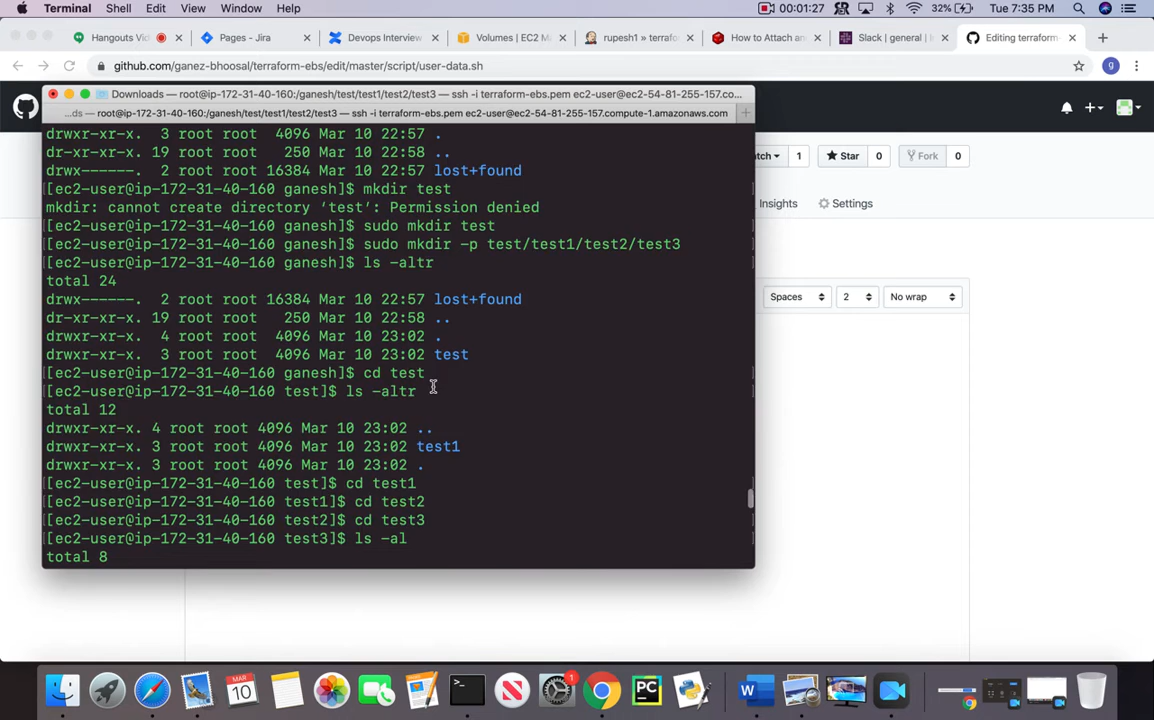 Terminal Shell Edit View Window Help 00:01:27 32% Tue 7:35 PM
Hangouts Vid Pages - Jira Devops Interview Volumes | EC2 M rupesh1 » terrafo How to Attach an Slack | general | Editing terraform-
github.com/ganez-bhoosal/terraform-ebs/edit/master/script/user-data.sh g
Downloads — root@ip-172-31-40-160:/ganesh/test/test1/test2/test3 — ssh -i terraform-ebs.pem ec2-user@ec2-54-81-255-157.co...
...ds — root@ip-172-31-40-160:/ganesh/test/test1/test2/test3 — ssh -i terraform-ebs.pem ec2-user@ec2-54-81-255-157.compute-1.amazonaws.com
drwxr-xr-x. 3 root root 4096 Mar 10 22:57 .
dr-xr-xr-x. 19 root root 250 Mar 10 22:58 ..
drwx------. 2 root root 16384 Mar 10 22:57 lost+found
[ec2-user@ip-172-31-40-160 ganesh]$ mkdir test
mkdir: cannot create directory ‘test’: Permission denied
[ec2-user@ip-172-31-40-160 ganesh]$ sudo mkdir test
[ec2-user@ip-172-31-40-160 ganesh]$ sudo mkdir -p test/test1/test2/test3
[ec2-user@ip-172-31-40-160 ganesh]$ ls -altr
total 24
drwx------. 2 root root 16384 Mar 10 22:57 lost+found
dr-xr-xr-x. 19 root root 250 Mar 10 22:58 ..
drwxr-xr-x. 4 root root 4096 Mar 10 23:02 .
drwxr-xr-x. 3 root root 4096 Mar 10 23:02 test
[ec2-user@ip-172-31-40-160 ganesh]$ cd test
[ec2-user@ip-172-31-40-160 test]$ ls -altr
total 12
drwxr-xr-x. 4 root root 4096 Mar 10 23:02 ..
drwxr-xr-x. 3 root root 4096 Mar 10 23:02 test1
drwxr-xr-x. 3 root root 4096 Mar 10 23:02 .
[ec2-user@ip-172-31-40-160 test]$ cd test1
[ec2-user@ip-172-31-40-160 test1]$ cd test2
[ec2-user@ip-172-31-40-160 test2]$ cd test3
[ec2-user@ip-172-31-40-160 test3]$ ls -al
total 8
tch 1 Star 0 Fork 0
Insights Settings
Spaces 2 No wrap
MAR
10
1
W
PC